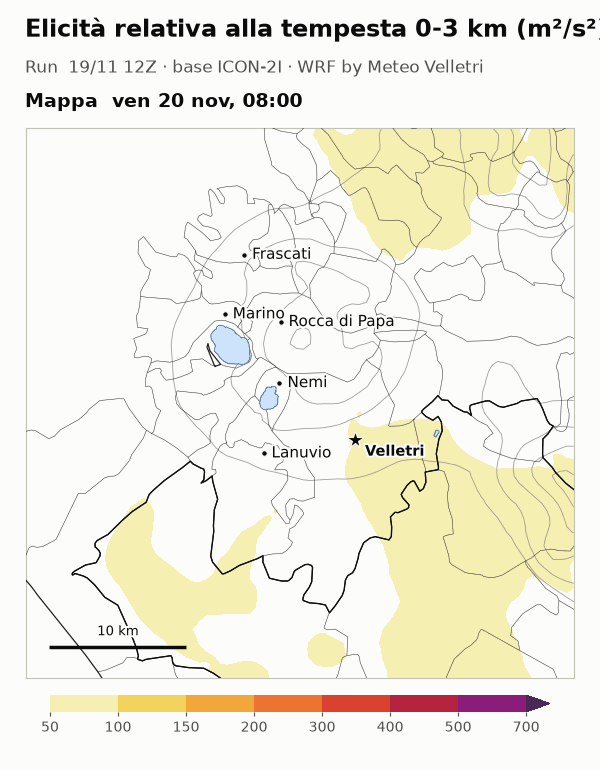 Elicità relativa alla tempesta 0-3 km (m²/s²)
Run  19/11 12Z · base ICON-2I · WRF by Meteo Velletri
Mappa  ven 20 nov, 08:00
Frascati
Marino
Rocca di Papa
Nemi
Velletri
Lanuvio
10 km
50 100 150 200 300 400 500 700